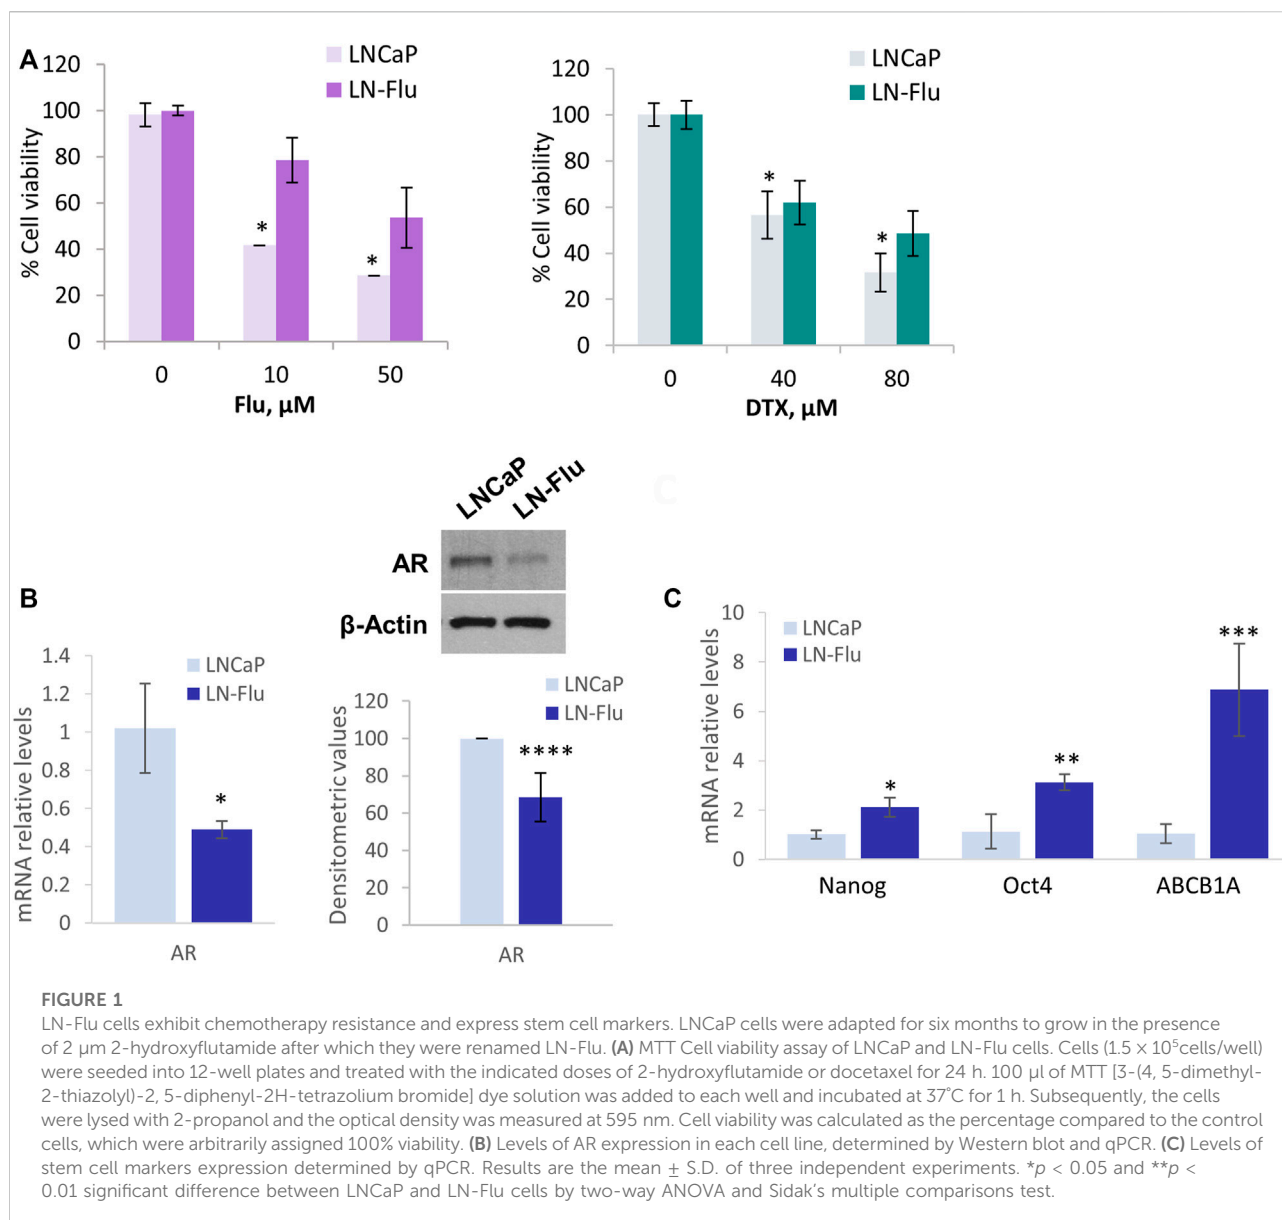 A
LNCaP
LN-Flu
% Cell viability
120
100
80
60
40
20
0
*
*
0
10
50
Flu, µM
LNCaP
LN-Flu
% Cell viability
120
100
80
60
40
20
0
*
*
0
40
80
DTX, µM
B
LNCaP
LN-Flu
AR
β-Actin
LNCaP
LN-Flu
mRNA relative levels
1.4
1.2
1
0.8
0.6
0.4
0.2
0
*
AR
LNCaP
LN-Flu
Densitometric values
120
100
80
60
40
20
0
****
AR
C
C
LNCaP
LN-Flu
mRNA relative levels
10
8
6
4
2
0
*
**
***
Nanog
Oct4
ABCB1A
FIGURE 1
LN-Flu cells exhibit chemotherapy resistance and express stem cell markers. LNCaP cells were adapted for six months to grow in the presence
of 2 µm 2-hydroxyflutamide after which they were renamed LN-Flu. (A) MTT Cell viability assay of LNCaP and LN-Flu cells. Cells (1.5 × 10⁵cells/well)
were seeded into 12-well plates and treated with the indicated doses of 2-hydroxyflutamide or docetaxel for 24 h. 100 µl of MTT [3-(4, 5-dimethyl-
2-thiazolyl)-2, 5-diphenyl-2H-tetrazolium bromide] dye solution was added to each well and incubated at 37°C for 1 h. Subsequently, the cells
were lysed with 2-propanol and the optical density was measured at 595 nm. Cell viability was calculated as the percentage compared to the control
cells, which were arbitrarily assigned 100% viability. (B) Levels of AR expression in each cell line, determined by Western blot and qPCR. (C) Levels of
stem cell markers expression determined by qPCR. Results are the mean ± S.D. of three independent experiments. *p < 0.05 and **p <
0.01 significant difference between LNCaP and LN-Flu cells by two-way ANOVA and Sidak's multiple comparisons test.